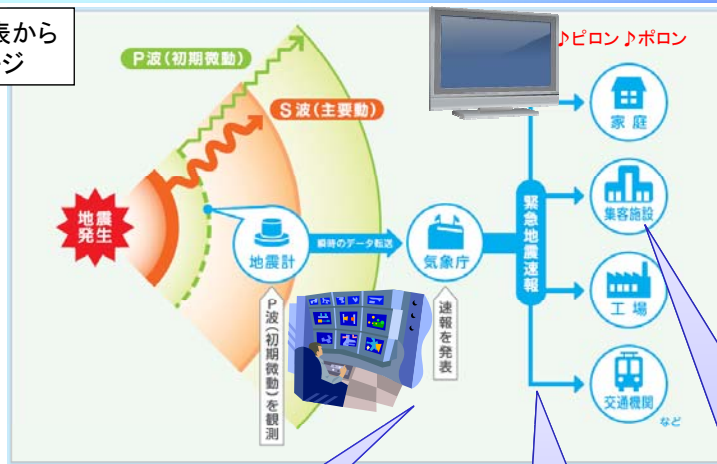 表から
ジ
P波(初期微動)
S波(主要動)
♪ピロン♪ポロン
地震
発生
地震計
瞬時のデータ転送
気象庁
緊急地震速報
家庭
集客施設
工場
交通機関
など
P波(初期微動)を観測
速報を発表